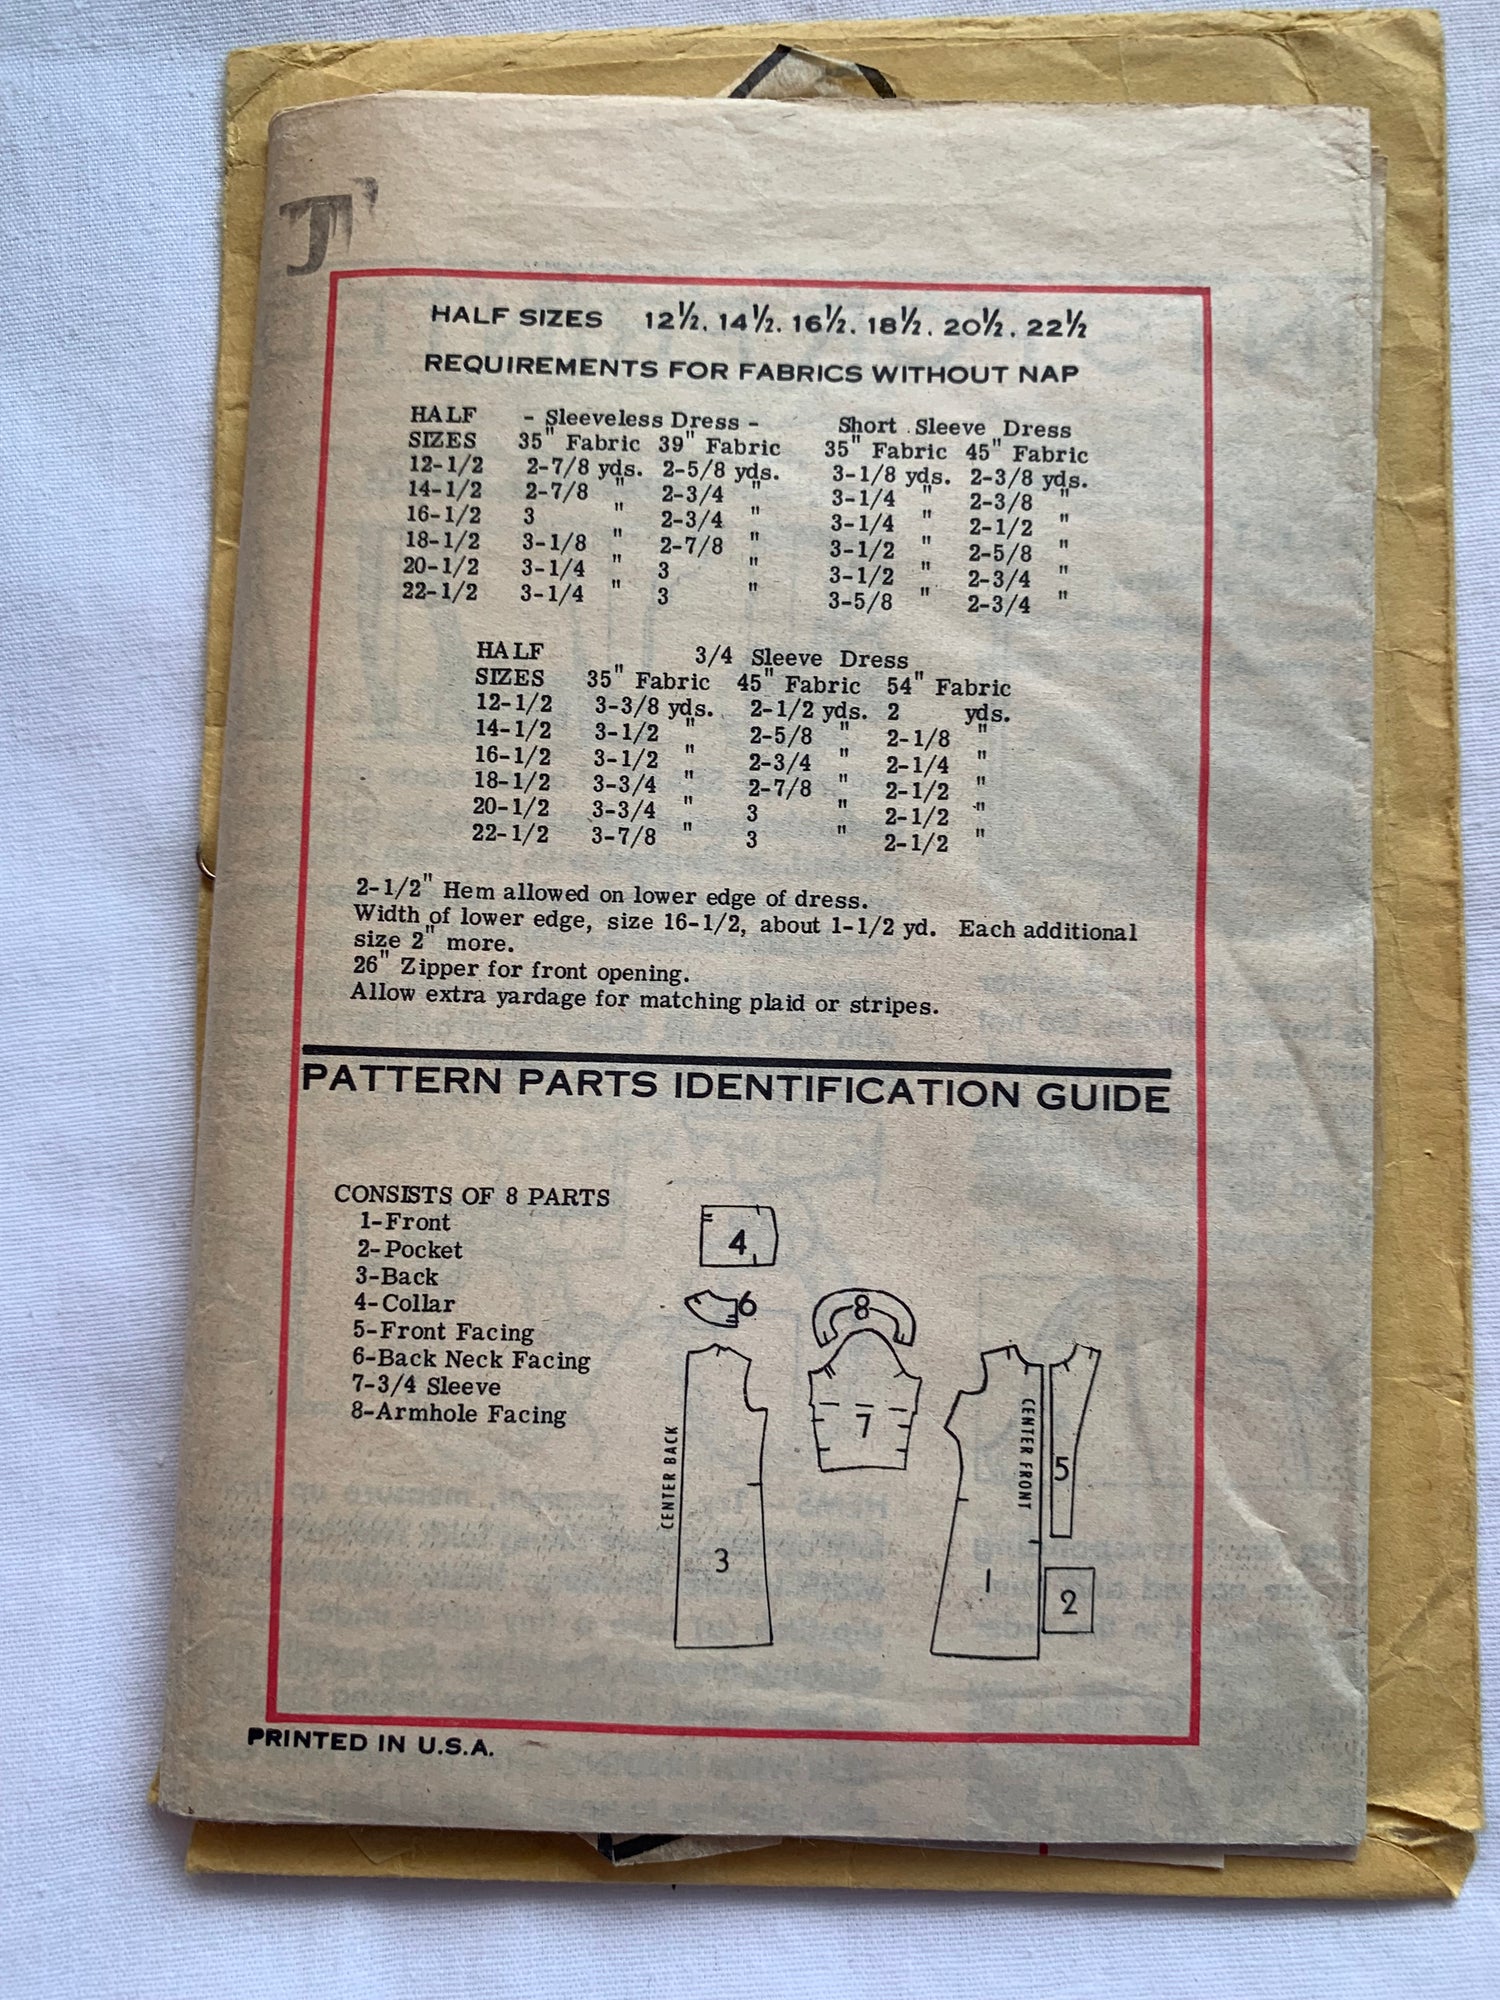 J
HALF SIZES 12½. 14½. 16½. 18½. 20½. 22½
REQUIREMENTS FOR FABRICS WITHOUT NAP
HALF - Sleeveless Dress - Short Sleeve Dress
SIZES 35" Fabric 39" Fabric 35" Fabric 45" Fabric
12-1/2 2-7/8 yds. 2-5/8 yds. 3-1/8 yds. 2-3/8 yds.
14-1/2 2-7/8 " 2-3/4 " 3-1/4 " 2-3/8 "
16-1/2 3 " 2-3/4 " 3-1/4 " 2-1/2 "
18-1/2 3-1/8 " 2-7/8 " 3-1/2 " 2-5/8 "
20-1/2 3-1/4 " 3 " 3-1/2 " 2-3/4 "
22-1/2 3-1/4 " 3 " 3-5/8 " 2-3/4 "
HALF 3/4 Sleeve Dress
SIZES 35" Fabric 45" Fabric 54" Fabric
12-1/2 3-3/8 yds. 2-1/2 yds. 2 yds.
14-1/2 3-1/2 " 2-5/8 " 2-1/8 "
16-1/2 3-1/2 " 2-3/4 " 2-1/4 "
18-1/2 3-3/4 " 2-7/8 " 2-1/2 "
20-1/2 3-3/4 " 3 " 2-1/2 "
22-1/2 3-7/8 " 3 " 2-1/2 "
2-1/2" Hem allowed on lower edge of dress.
Width of lower edge, size 16-1/2, about 1-1/2 yd. Each additional
size 2" more.
26" Zipper for front opening.
Allow extra yardage for matching plaid or stripes.
PATTERN PARTS IDENTIFICATION GUIDE
CONSISTS OF 8 PARTS
1-Front
2-Pocket
3-Back
4-Collar
5-Front Facing
6-Back Neck Facing
7-3/4 Sleeve
8-Armhole Facing
4
6
8
7
CENTER BACK
3
CENTER FRONT
1
5
2
PRINTED IN U.S.A.